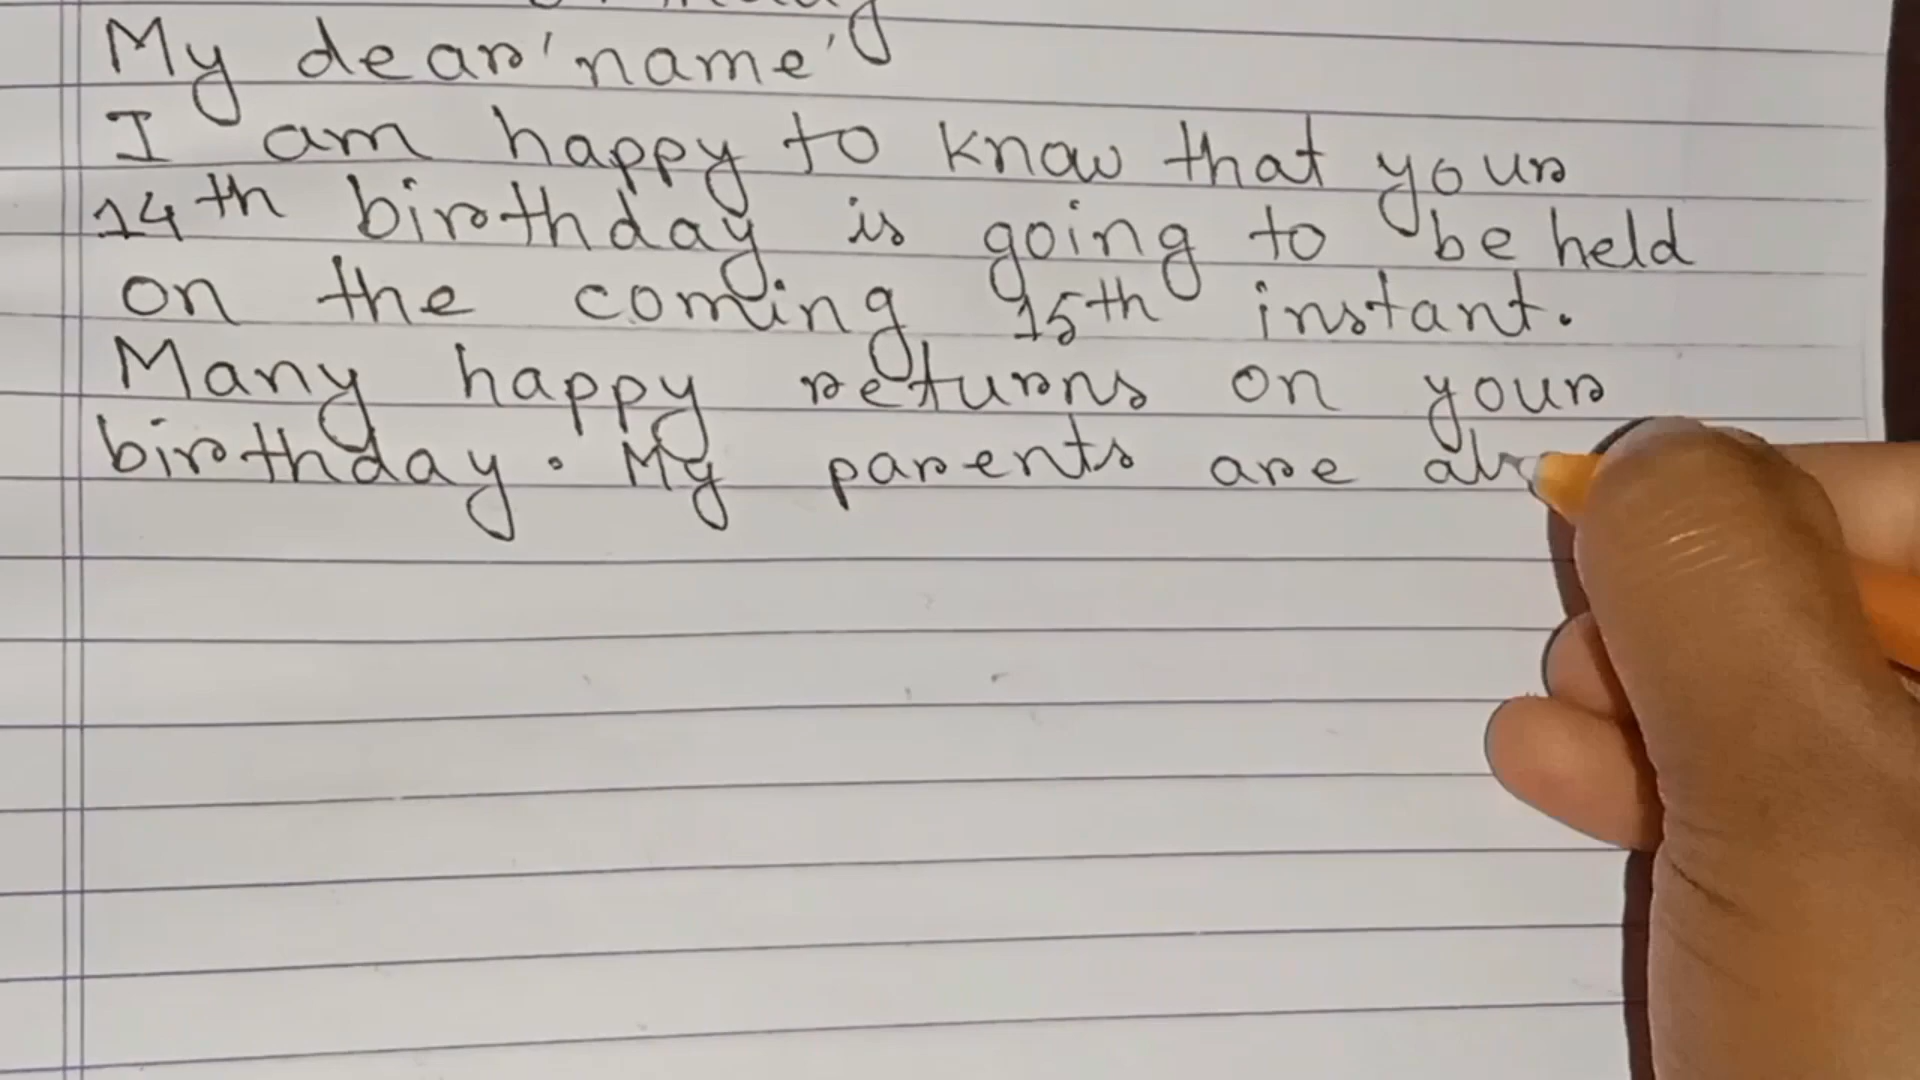 My dear 'name'
I am happy to know that your
14th birthday is going to be held
on the coming 15th instant.
Many happy returns on your
birthday. My parents are